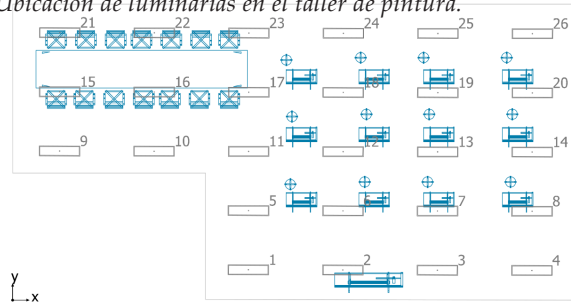 Ubicación de luminarias en el taller de pintura.
21 22 23 24 25 26
15 16 17 18 19 20
9 10 11 12 13 14
5 6 7 8
1 2 3 4
y
x